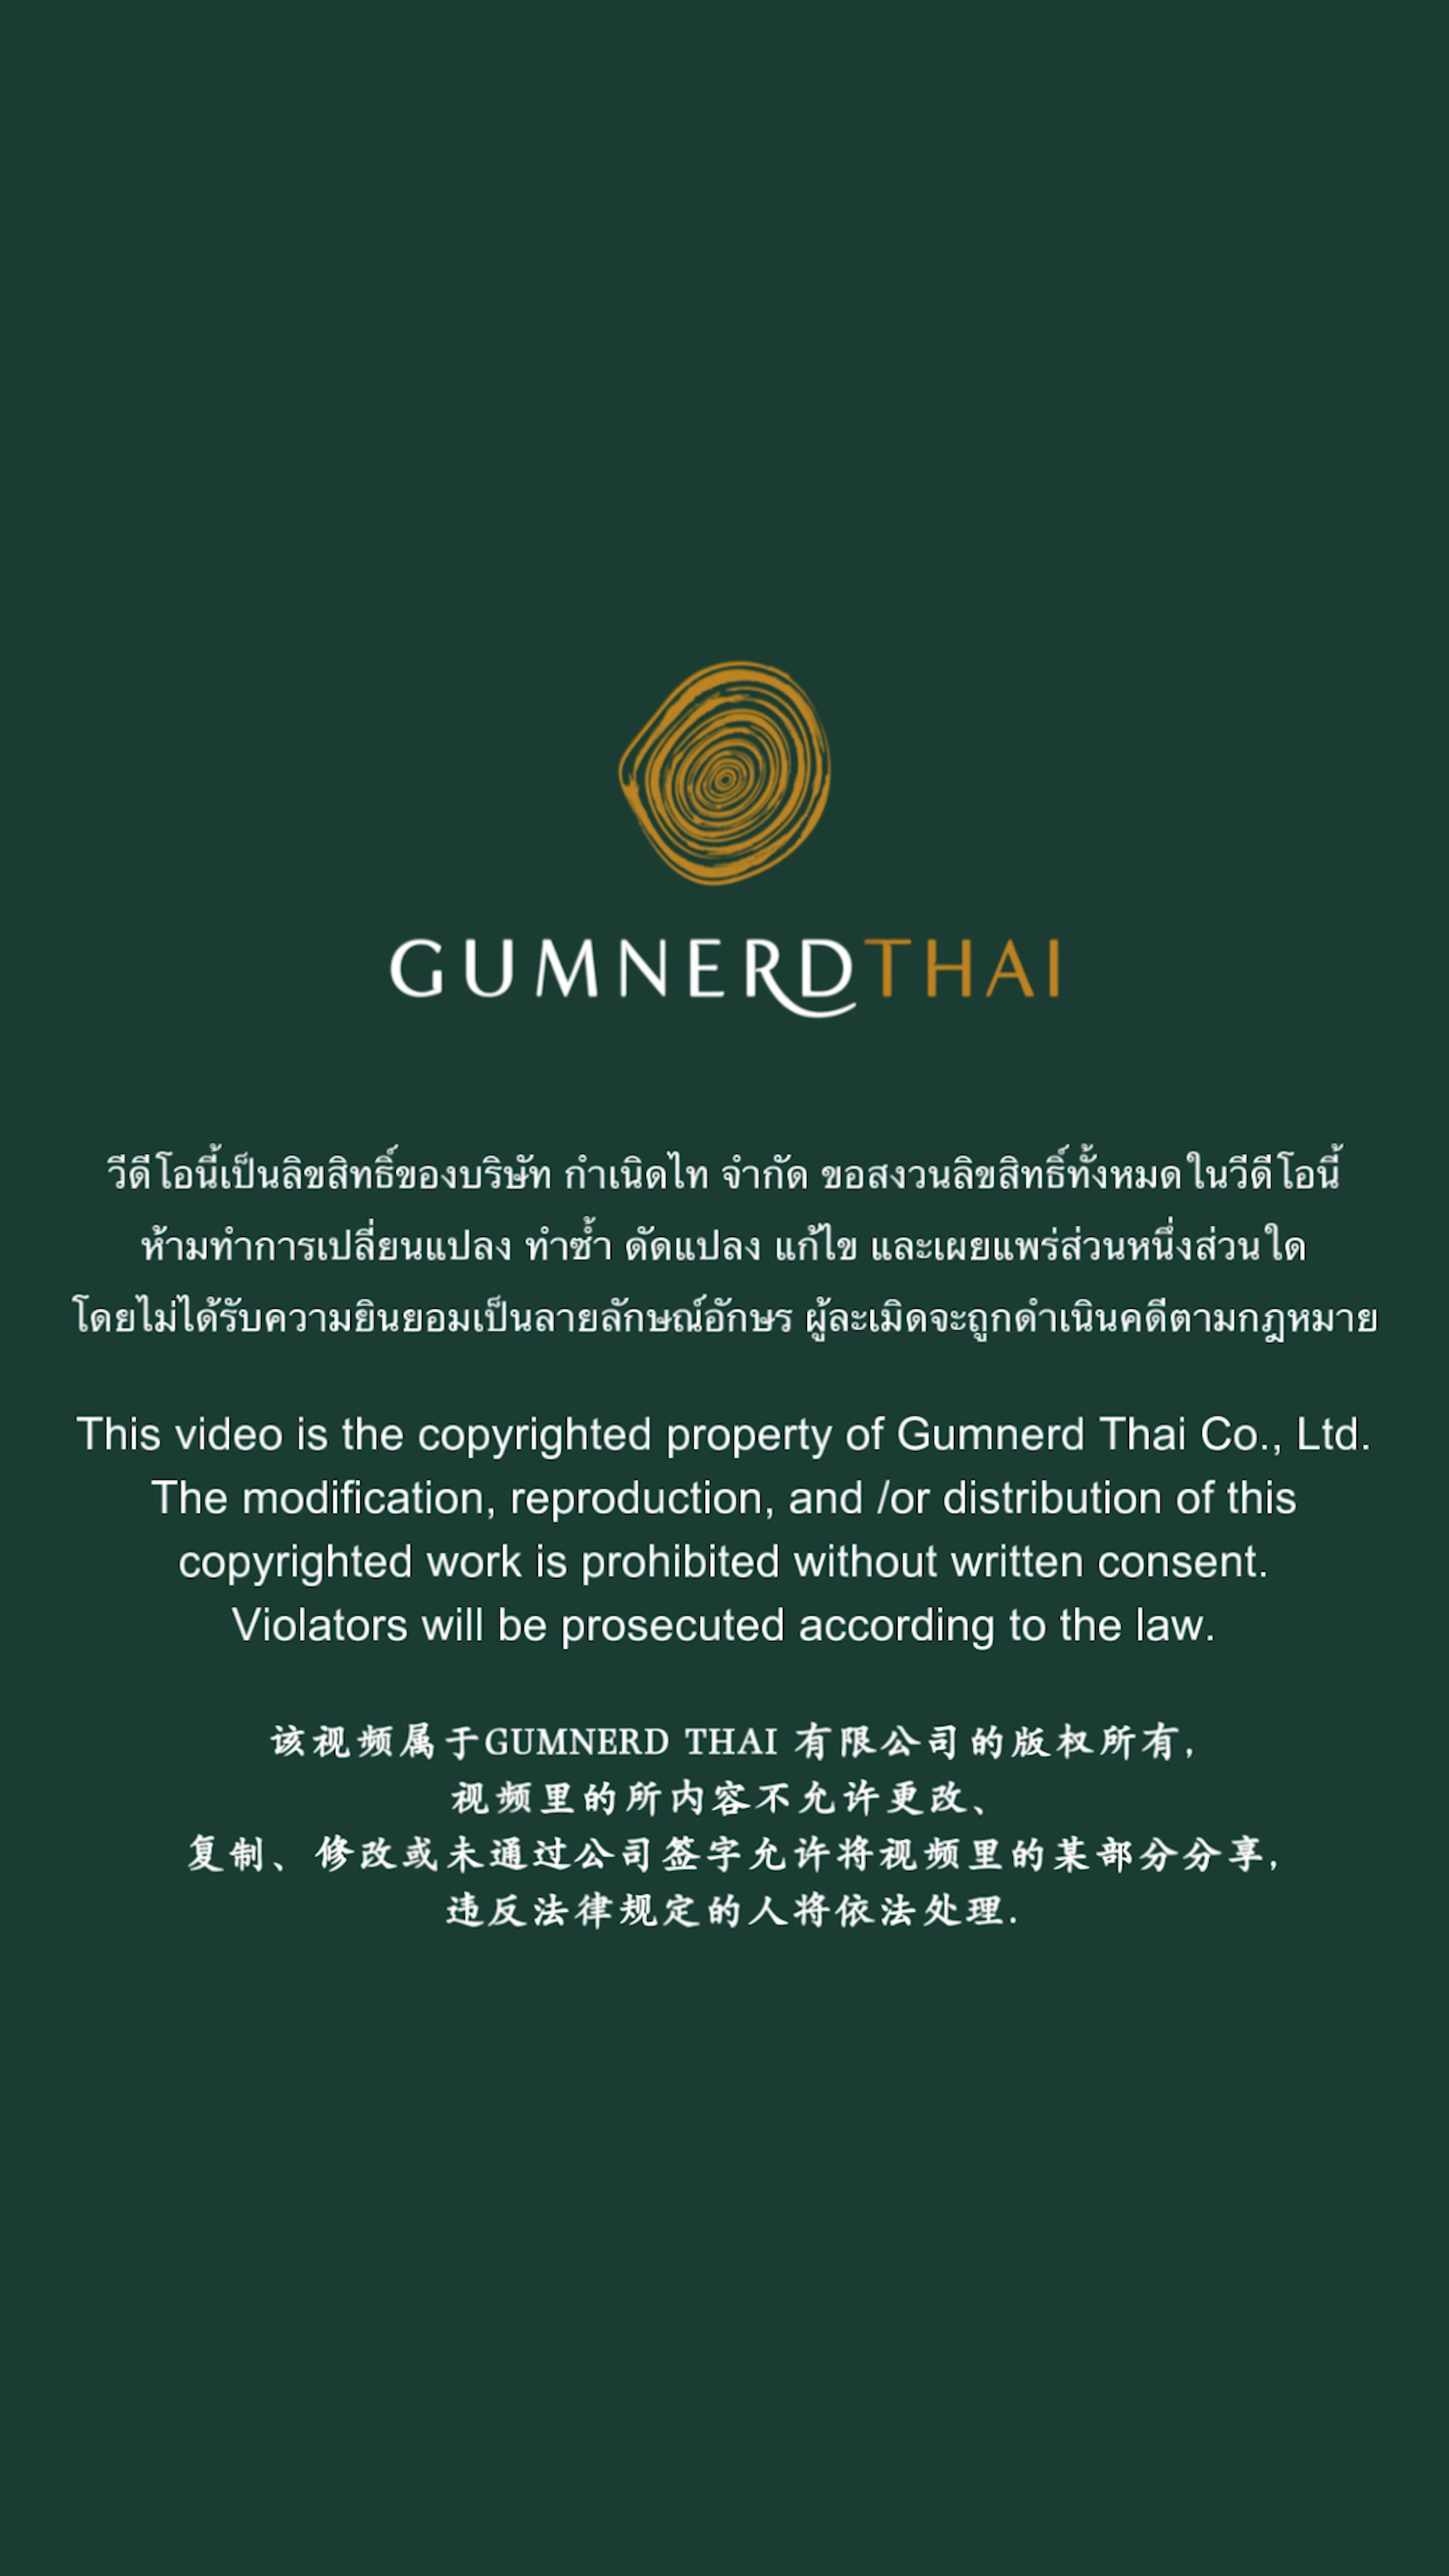 GUMNERDTHAI
วีดีโอนี้เป็นลิขสิทธิ์ของบริษัท กำเนิดไท จำกัด ขอสงวนลิขสิทธิ์ทั้งหมดในวีดีโอนี้
ห้ามทำการเปลี่ยนแปลง ทำซ้ำ ดัดแปลง แก้ไข และเผยแพร่ส่วนหนึ่งส่วนใด
โดยไม่ได้รับความยินยอมเป็นลายลักษณ์อักษร ผู้ละเมิดจะถูกดำเนินคดีตามกฎหมาย
This video is the copyrighted property of Gumnerd Thai Co., Ltd.
The modification, reproduction, and /or distribution of this
copyrighted work is prohibited without written consent.
Violators will be prosecuted according to the law.
该视频属于GUMNERD THAI 有限公司的版权所有,
视频里的所内容不允许更改、
复制、修改或未通过公司签字允许将视频里的某部分分享,
违反法律规定的人将依法处理.